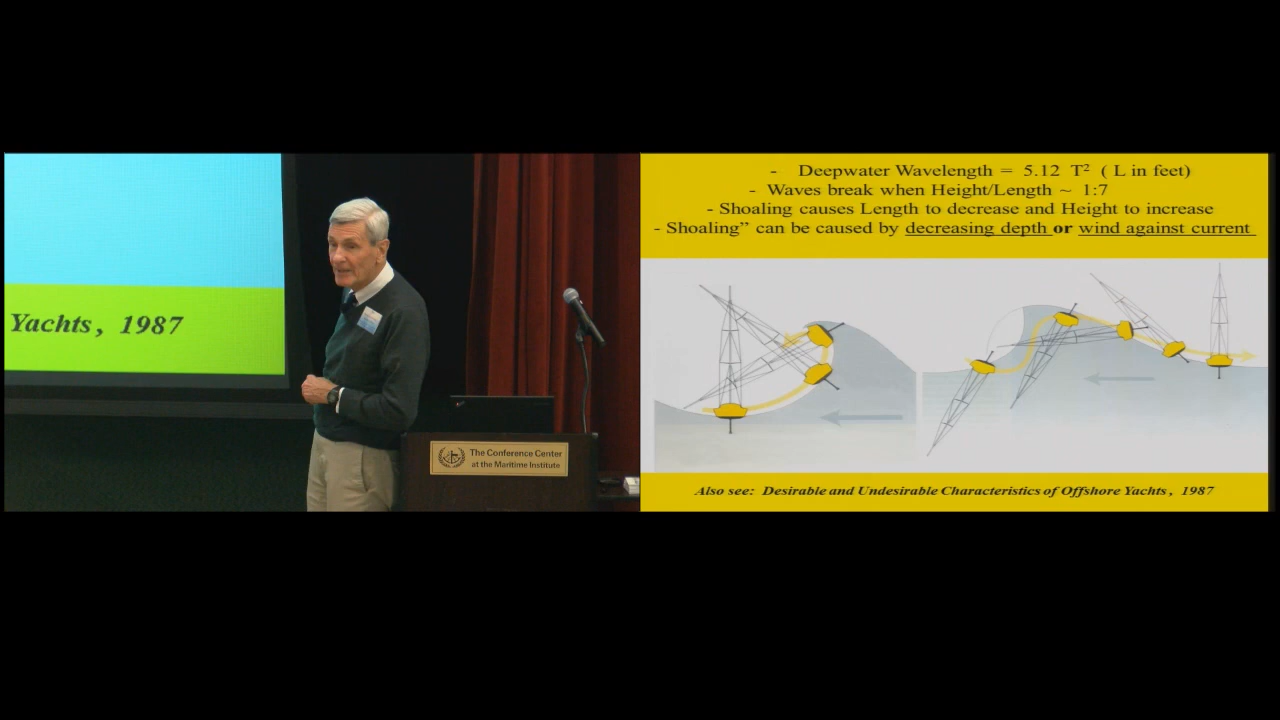 Yachts, 1987
The Conference Center
at the Maritime Institute
- Deepwater Wavelength = 5.12 T² ( L in feet)
- Waves break when Height/Length ~ 1:7
- Shoaling causes Length to decrease and Height to increase
- Shoaling” can be caused by decreasing depth or wind against current
Also see: Desirable and Undesirable Characteristics of Offshore Yachts , 1987